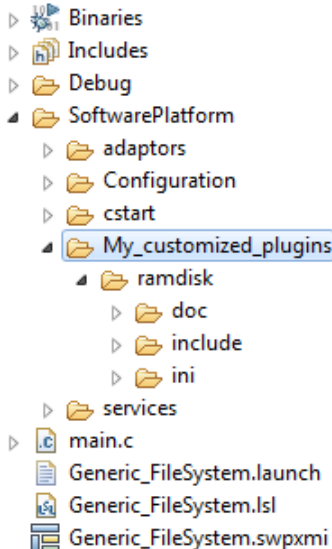 Binaries
Includes
Debug
SoftwarePlatform
adaptors
Configuration
cstart
My_customized_plugins
ramdisk
doc
include
ini
services
main.c
Generic_FileSystem.launch
Generic_FileSystem.lsl
Generic_FileSystem.swpxmi